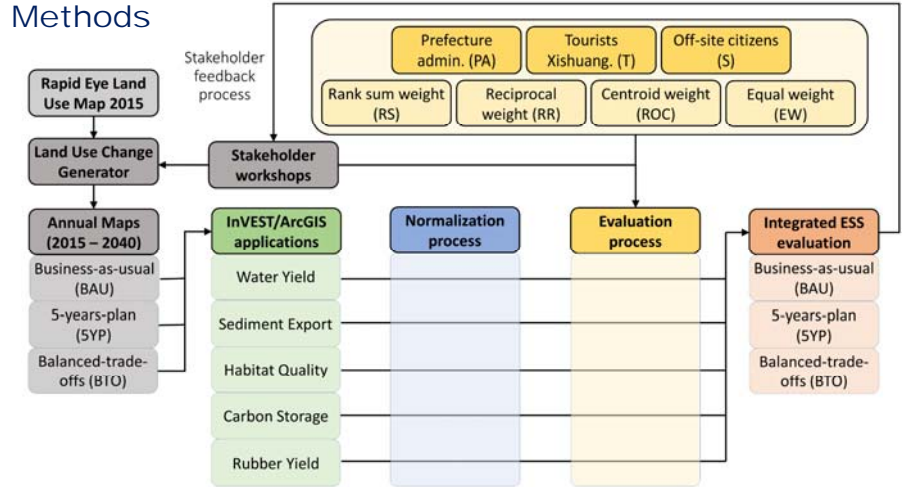 Methods
Stakeholder
feedback
process
Prefecture
admin. (PA)
Tourists
Xishuang. (T)
Off-site citizens
(S)
Rank sum weight
(RS)
Reciprocal
weight (RR)
Centroid weight
(ROC)
Equal weight
(EW)
Rapid Eye Land
Use Map 2015
Land Use Change
Generator
Stakeholder
workshops
Annual Maps
(2015 – 2040)
Business-as-usual
(BAU)
5-years-plan
(5YP)
Balanced-trade-
offs (BTO)
InVEST/ArcGIS
applications
Water Yield
Sediment Export
Habitat Quality
Carbon Storage
Rubber Yield
Normalization
process
Evaluation
process
Integrated ESS
evaluation
Business-as-usual
(BAU)
5-years-plan
(5YP)
Balanced-trade-
offs (BTO)